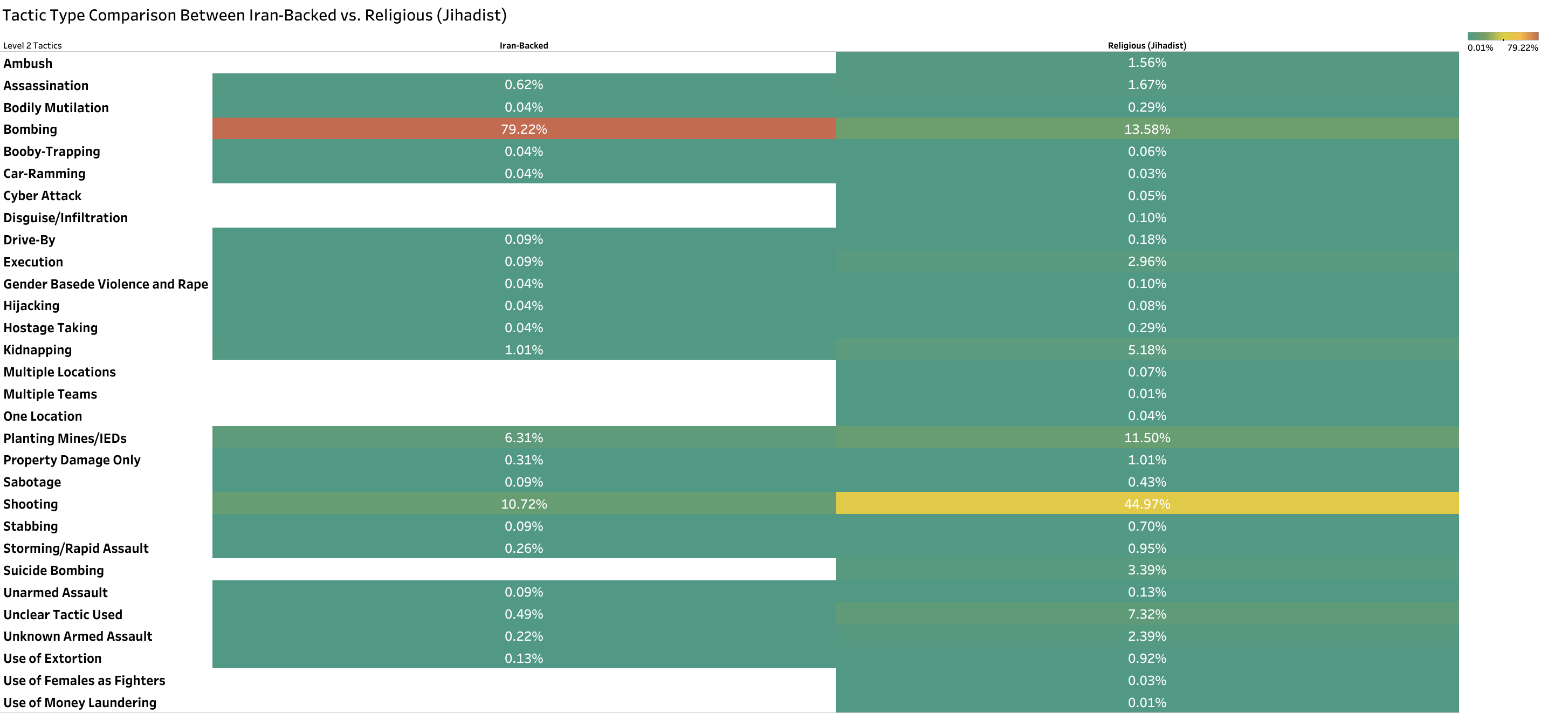 Tactic Type Comparison Between Iran-Backed vs. Religious (Jihadist)
Level 2 Tactics Iran-Backed Religious (Jihadist)
0.01% 79.22%
Ambush 1.56%
Assassination 0.62% 1.67%
Bodily Mutilation 0.04% 0.29%
Bombing 79.22% 13.58%
Booby-Trapping 0.04% 0.06%
Car-Ramming 0.04% 0.03%
Cyber Attack 0.05%
Disguise/Infiltration 0.10%
Drive-By 0.09% 0.18%
Execution 0.09% 2.96%
Gender Basede Violence and Rape 0.04% 0.10%
Hijacking 0.04% 0.08%
Hostage Taking 0.04% 0.29%
Kidnapping 1.01% 5.18%
Multiple Locations 0.07%
Multiple Teams 0.01%
One Location 0.04%
Planting Mines/IEDs 6.31% 11.50%
Property Damage Only 0.31% 1.01%
Sabotage 0.09% 0.43%
Shooting 10.72% 44.97%
Stabbing 0.09% 0.70%
Storming/Rapid Assault 0.26% 0.95%
Suicide Bombing 3.39%
Unarmed Assault 0.09% 0.13%
Unclear Tactic Used 0.49% 7.32%
Unknown Armed Assault 0.22% 2.39%
Use of Extortion 0.13% 0.92%
Use of Females as Fighters 0.03%
Use of Money Laundering 0.01%